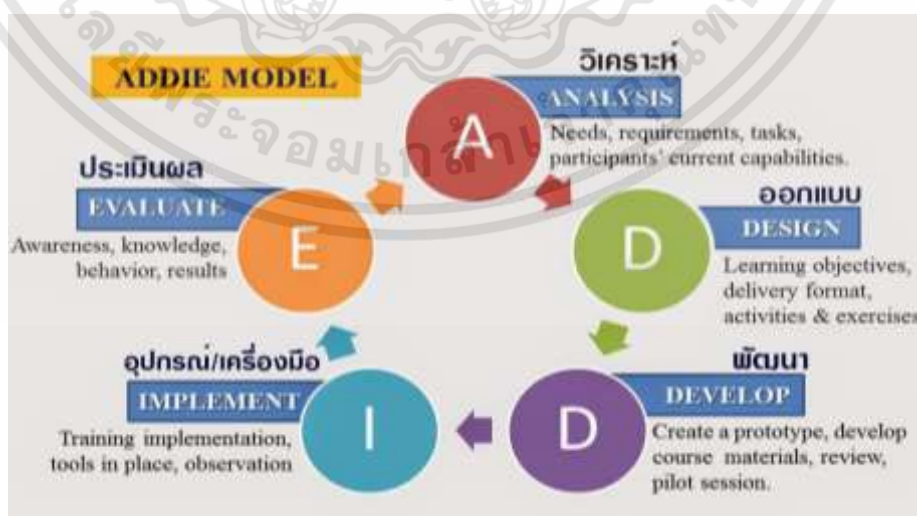 ADDIE MODEL
วิเคราะห์
A
ANALYSIS
Needs, requirements, tasks,
participants' current capabilities.
ออกแบบ
D
DESIGN
Learning objectives,
delivery format,
activities & exercises
พัฒนา
D
DEVELOP
Create a prototype, develop
course materials, review,
pilot session.
อุปกรณ์/เครื่องมือ
I
IMPLEMENT
Training implementation,
tools in place, observation
ประเมินผล
E
EVALUATE
Awareness, knowledge,
behavior, results